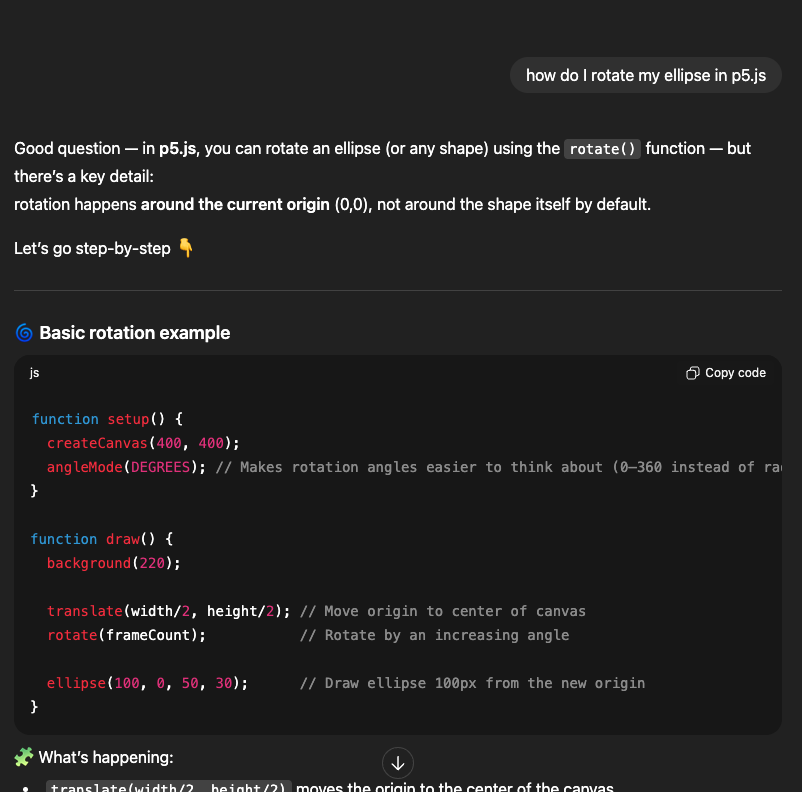 how do I rotate my ellipse in p5.js
Good question — in p5.js, you can rotate an ellipse (or any shape) using the rotate() function — but
there's a key detail:
rotation happens around the current origin (0,0), not around the shape itself by default.
Let's go step-by-step 👇
🌀 Basic rotation example
js
Copy code
function setup() {
  createCanvas(400, 400);
  angleMode(DEGREES); // Makes rotation angles easier to think about (0–360 instead of ra
}
function draw() {
  background(220);
  translate(width/2, height/2); // Move origin to center of canvas
  rotate(frameCount);           // Rotate by an increasing angle
  ellipse(100, 0, 50, 30);      // Draw ellipse 100px from the new origin
}
🧩 What's happening:
• translate(width/2, height/2) moves the origin to the center of the canvas.